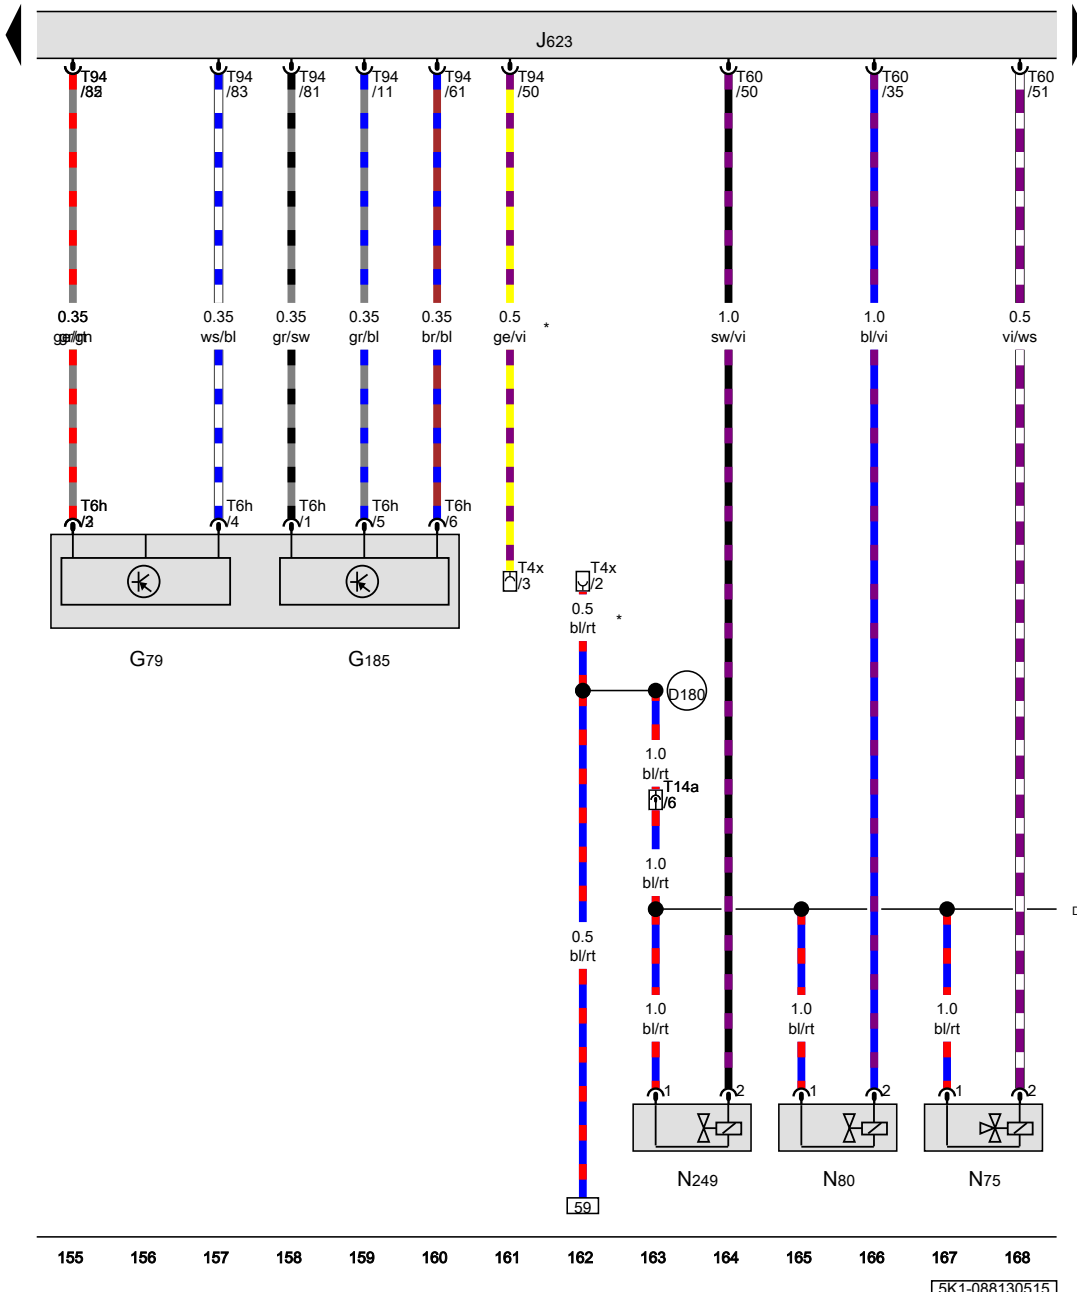 J623
T94
/83
T94
/81
T94
/11
T94
/61
T94
/50
T60
/50
T60
/35
T60
/51
T94
0.35
0.35
ws/bl
0.35
gr/sw
0.35
gr/bl
0.35
br/bl
0.5
ge/vi
*
1.0
sw/vi
1.0
bl/vi
0.5
vi/ws
T6h
T6h
/4
T6h
/1
T6h
/5
T6h
/6
T4x
/3
T4x
/2
0.5
bl/rt
*
G79
G185
D180
1.0
bl/rt
T14a
/6
1.0
bl/rt
0.5
bl/rt
1.0
bl/rt
1.0
bl/rt
1.0
bl/rt
1
2
1
2
1
2
N249
N80
N75
59
155 156 157 158 159 160 161 162 163 164 165 166 167 168
5K1-088130515